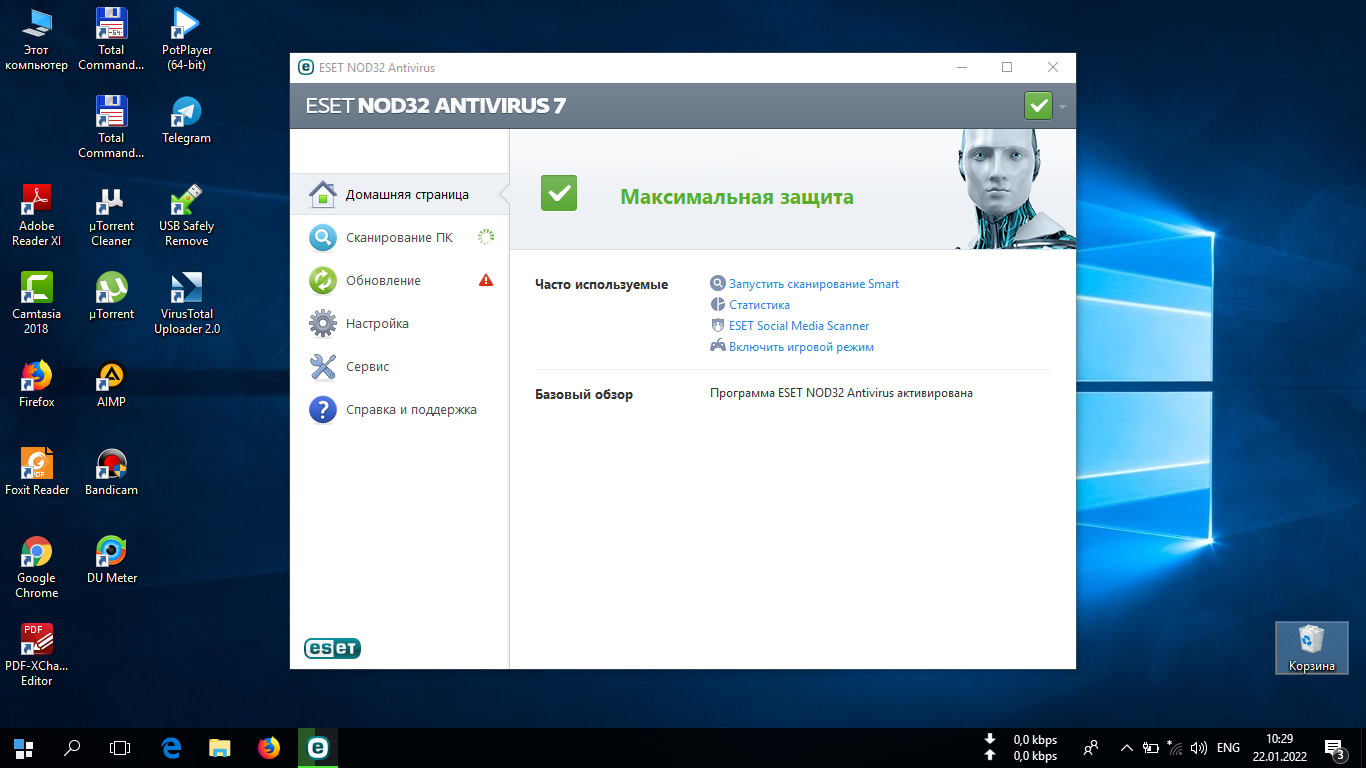 Этот
компьютер
Total
Command...
PotPlayer
(64-bit)
Total
Command...
Telegram
Adobe
Reader XI
µTorrent
Cleaner
USB Safely
Remove
Camtasia
2018
µTorrent
VirusTotal
Uploader 2.0
Firefox
AIMP
Foxit Reader
Bandicam
Google
Chrome
DU Meter
PDF
PDF-XCha...
Editor
ESET NOD32 Antivirus
ESET NOD32 ANTIVIRUS 7
Домашняя страница
Сканирование ПК
Обновление
Настройка
Сервис
Справка и поддержка
eseT
Максимальная защита
Часто используемые
Запустить сканирование Smart
Статистика
ESET Social Media Scanner
Включить игровой режим
Базовый обзор
Программа ESET NOD32 Antivirus активирована
Корзина
0,0 kbps
0,0 kbps
ENG
10:29
22.01.2022
3